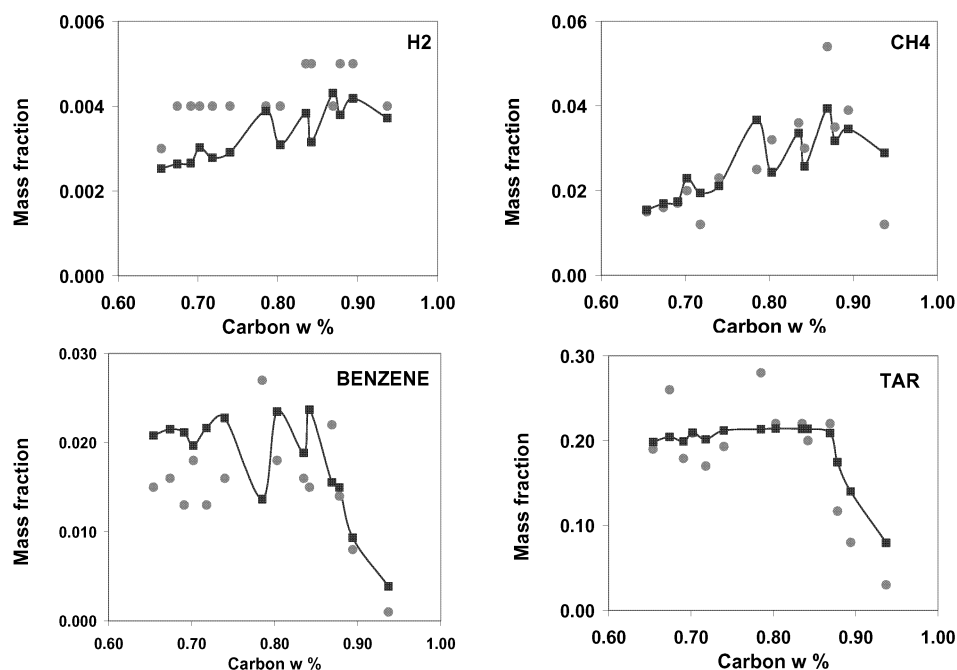 H2
0.006
0.004
0.002
0.000
Mass fraction
0.60 0.70 0.80 0.90 1.00
Carbon w %
CH4
0.06
0.04
0.02
0.00
Mass fraction
0.60 0.70 0.80 0.90 1.00
Carbon w %
BENZENE
0.030
0.020
0.010
0.000
Mass fraction
0.60 0.70 0.80 0.90 1.00
Carbon w %
TAR
0.30
0.20
0.10
0.00
Mass fraction
0.60 0.70 0.80 0.90 1.00
Carbon w %